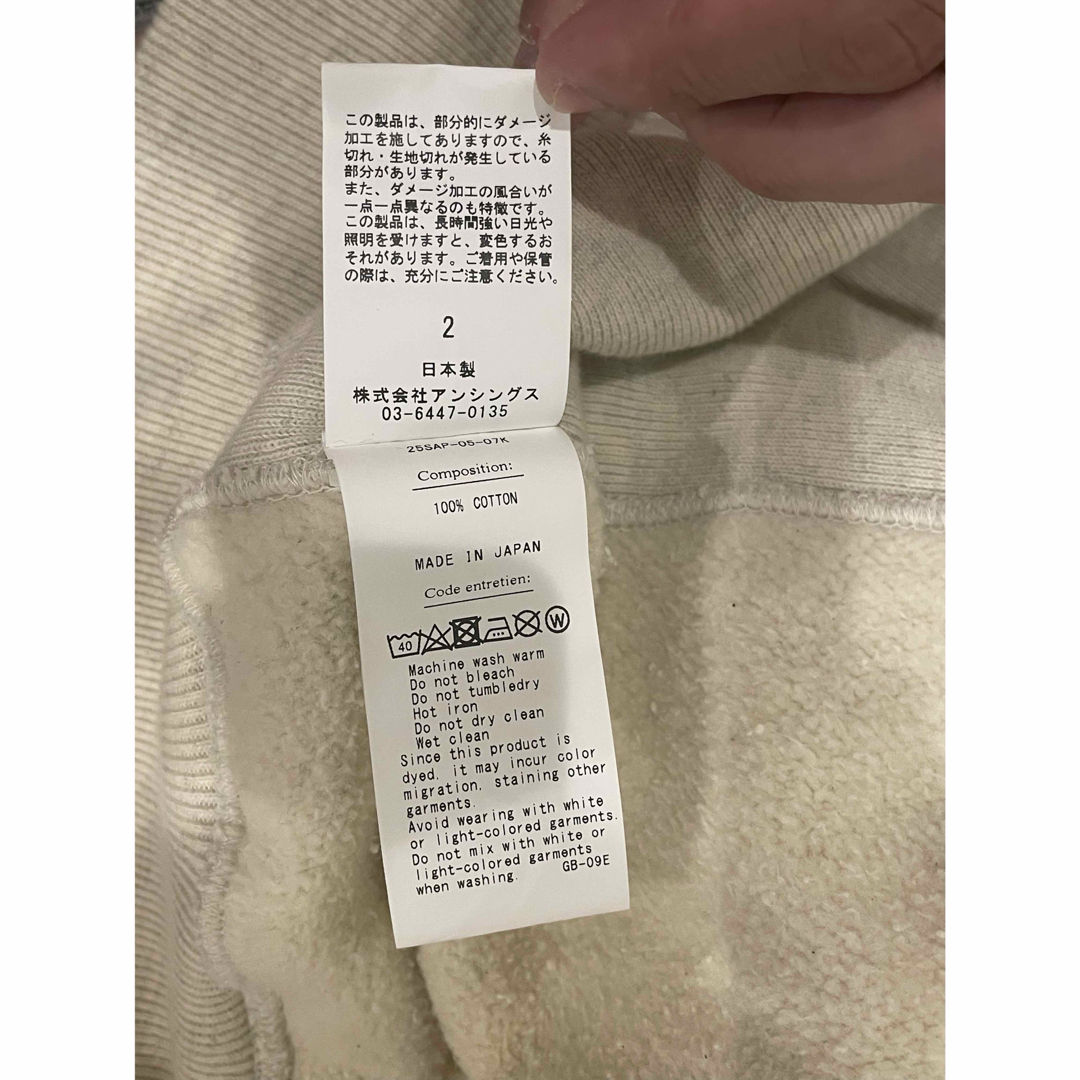 この製品は、部分的にダメージ
加工を施してありますので、糸
切れ・生地切れが発生している
部分があります。
また、ダメージ加工の風合いが
一点一点異なるのも特徴です。
この製品は、長時間強い日光や
照明を受けますと、変色するお
それがあります。ご着用や保管
の際は、充分にご注意ください。
2
日本製
株式会社アンシングス
03-6447-0135
25SAP-05-07K
Composition:
100% COTTON
MADE IN JAPAN
Code entretien:
40 W
Machine wash warm
Do not bleach
Do not tumbledry
Hot iron
Do not dry clean
Wet clean
Since this product is
dyed, it may incur color
migration, staining other
garments.
Avoid wearing with white
or light-colored garments.
Do not mix with white or
light-colored garments
when washing. GB-09E